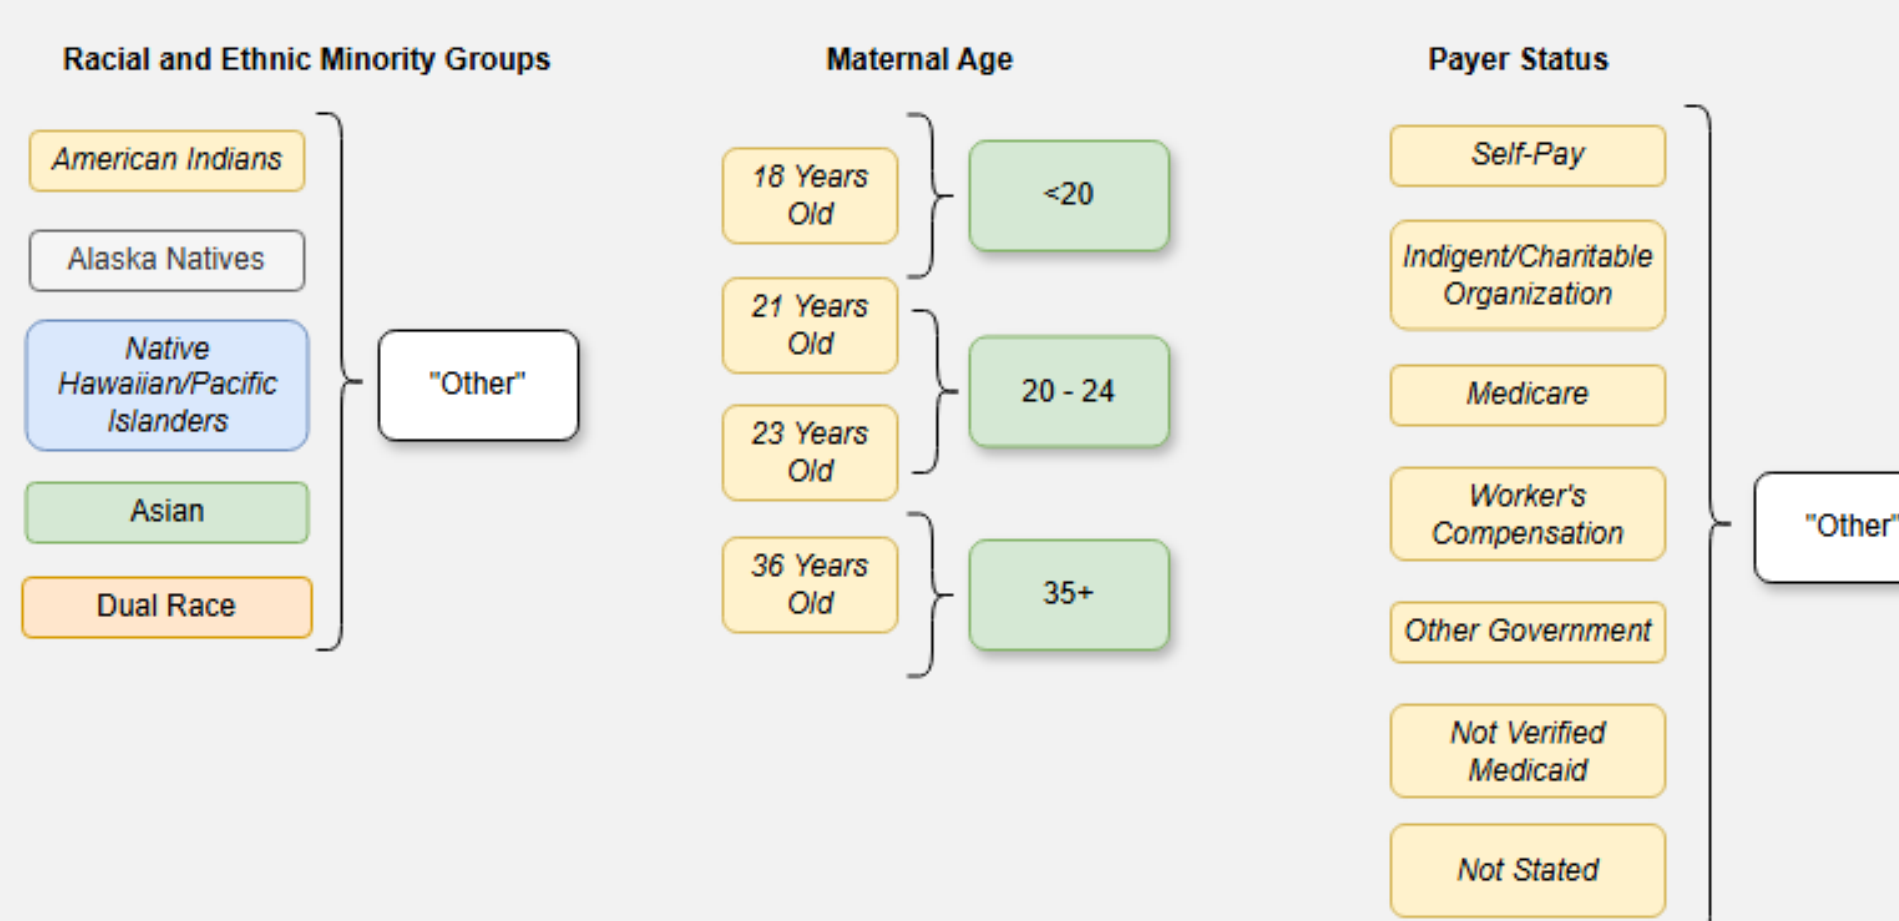 Racial and Ethnic Minority Groups
American Indians
Alaska Natives
Native
Hawaiian/Pacific
Islanders
Asian
Dual Race
"Other"
Maternal Age
18 Years
Old
<20
21 Years
Old
23 Years
Old
20 - 24
36 Years
Old
35+
Payer Status
Self-Pay
Indigent/Charitable
Organization
Medicare
Worker's
Compensation
Other Government
Not Verified
Medicaid
Not Stated
"Other"